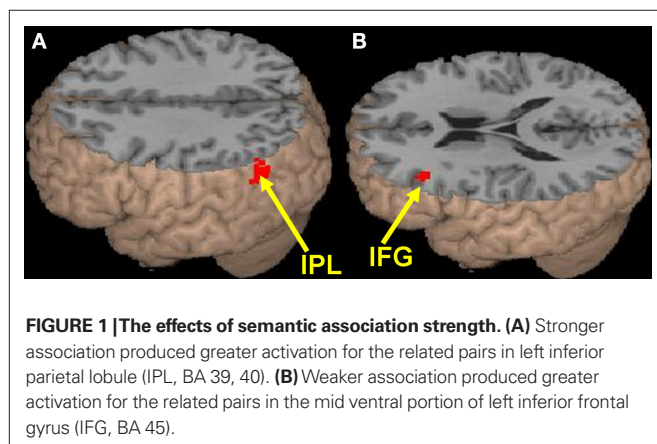 A
B
IPL
IFG
FIGURE 1 | The effects of semantic association strength. (A) Stronger
association produced greater activation for the related pairs in left inferior
parietal lobule (IPL, BA 39, 40). (B) Weaker association produced greater
activation for the related pairs in the mid ventral portion of left inferior frontal
gyrus (IFG, BA 45).